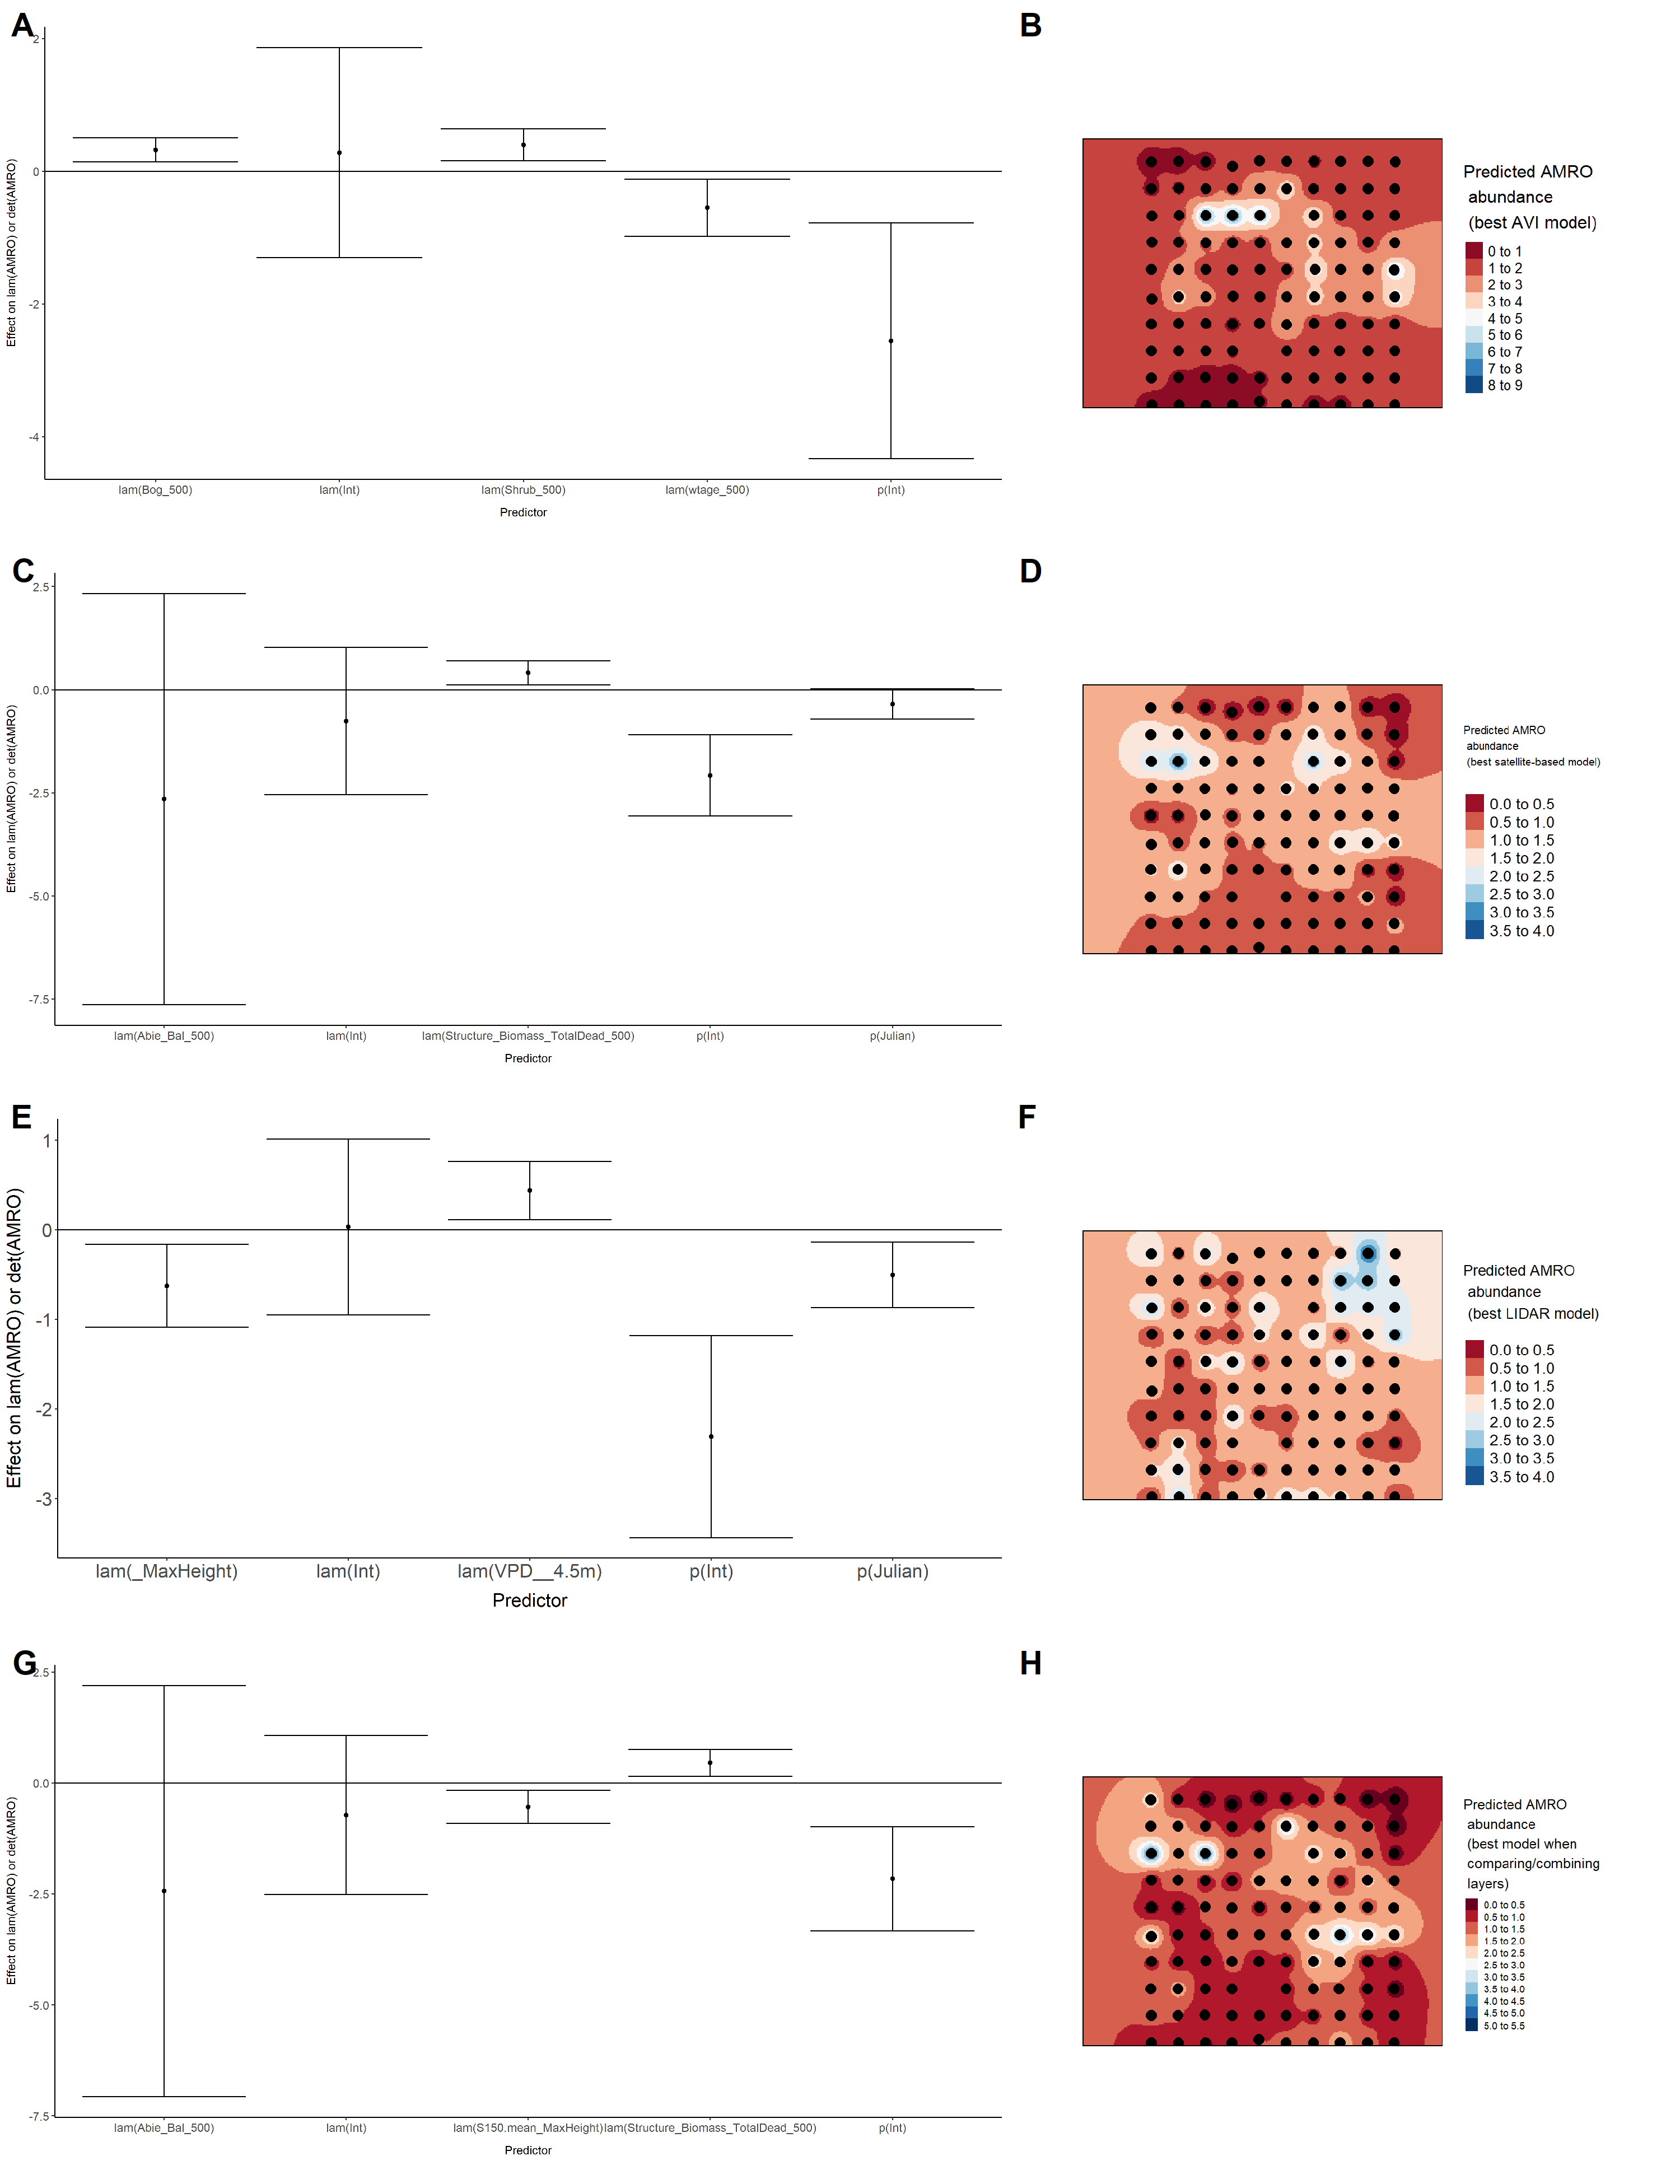 A
B
2
0
-2
-4
Effect on lam(AMRO) or det(AMRO)
lam(Bog_500)
lam(Int)
lam(Shrub_500)
lam(wtage_500)
p(Int)
Predictor
Predicted AMRO
abundance
(best AVI model)
0 to 1
1 to 2
2 to 3
3 to 4
4 to 5
5 to 6
6 to 7
7 to 8
8 to 9
C
D
2.5
0.0
-2.5
-5.0
-7.5
Effect on lam(AMRO) or det(AMRO)
lam(Abie_Bal_500)
lam(Int)
lam(Structure_Biomass_TotalDead_500)
p(Int)
p(Julian)
Predictor
Predicted AMRO
abundance
(best satellite-based model)
0.0 to 0.5
0.5 to 1.0
1.0 to 1.5
1.5 to 2.0
2.0 to 2.5
2.5 to 3.0
3.0 to 3.5
3.5 to 4.0
E
F
1
0
-1
-2
-3
Effect on lam(AMRO) or det(AMRO)
lam(_MaxHeight)
lam(Int)
lam(VPD__4.5m)
p(Int)
p(Julian)
Predictor
Predicted AMRO
abundance
(best LIDAR model)
0.0 to 0.5
0.5 to 1.0
1.0 to 1.5
1.5 to 2.0
2.0 to 2.5
2.5 to 3.0
3.0 to 3.5
3.5 to 4.0
G
H
2.5
0.0
-2.5
-5.0
-7.5
Effect on lam(AMRO) or det(AMRO)
lam(Abie_Bal_500)
lam(Int)
lam(S150.mean_MaxHeight)
lam(Structure_Biomass_TotalDead_500)
p(Int)
Predictor
Predicted AMRO
abundance
(best model when
comparing/combining
layers)
0.0 to 0.5
0.5 to 1.0
1.0 to 1.5
1.5 to 2.0
2.0 to 2.5
2.5 to 3.0
3.0 to 3.5
3.5 to 4.0
4.0 to 4.5
4.5 to 5.0
5.0 to 5.5